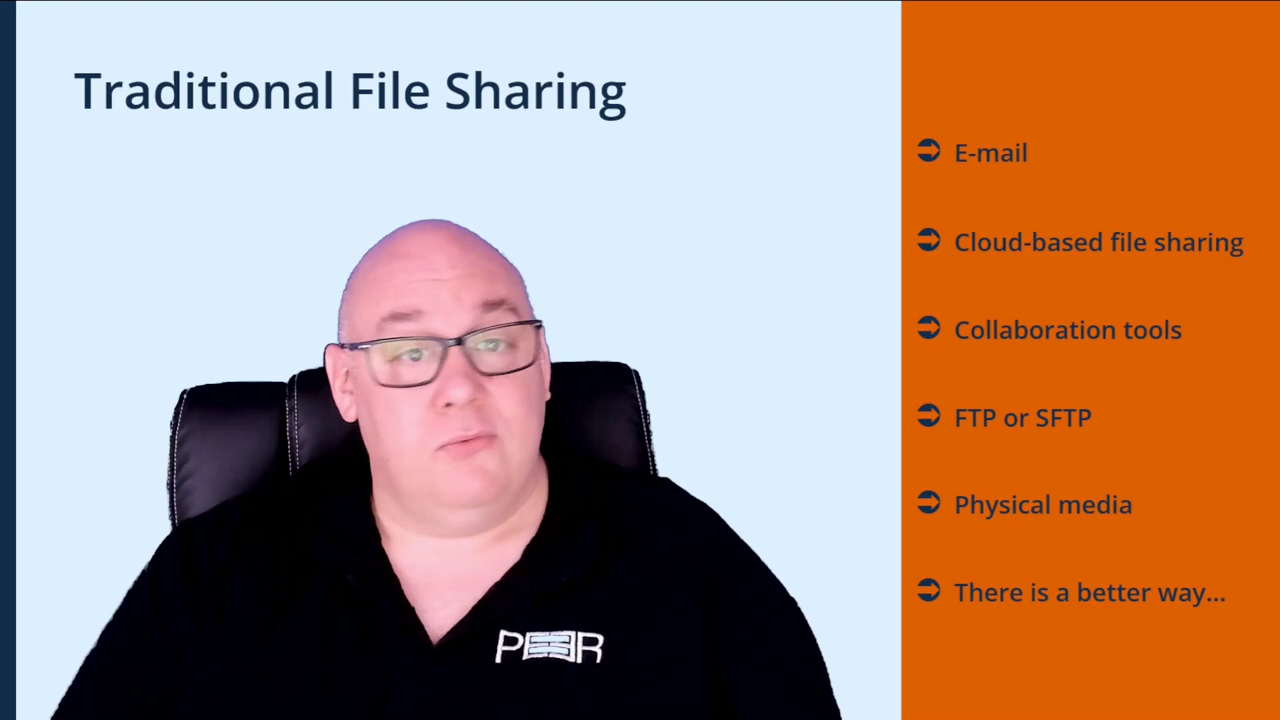 Traditional File Sharing
E-mail
Cloud-based file sharing
Collaboration tools
FTP or SFTP
Physical media
There is a better way...
PEER